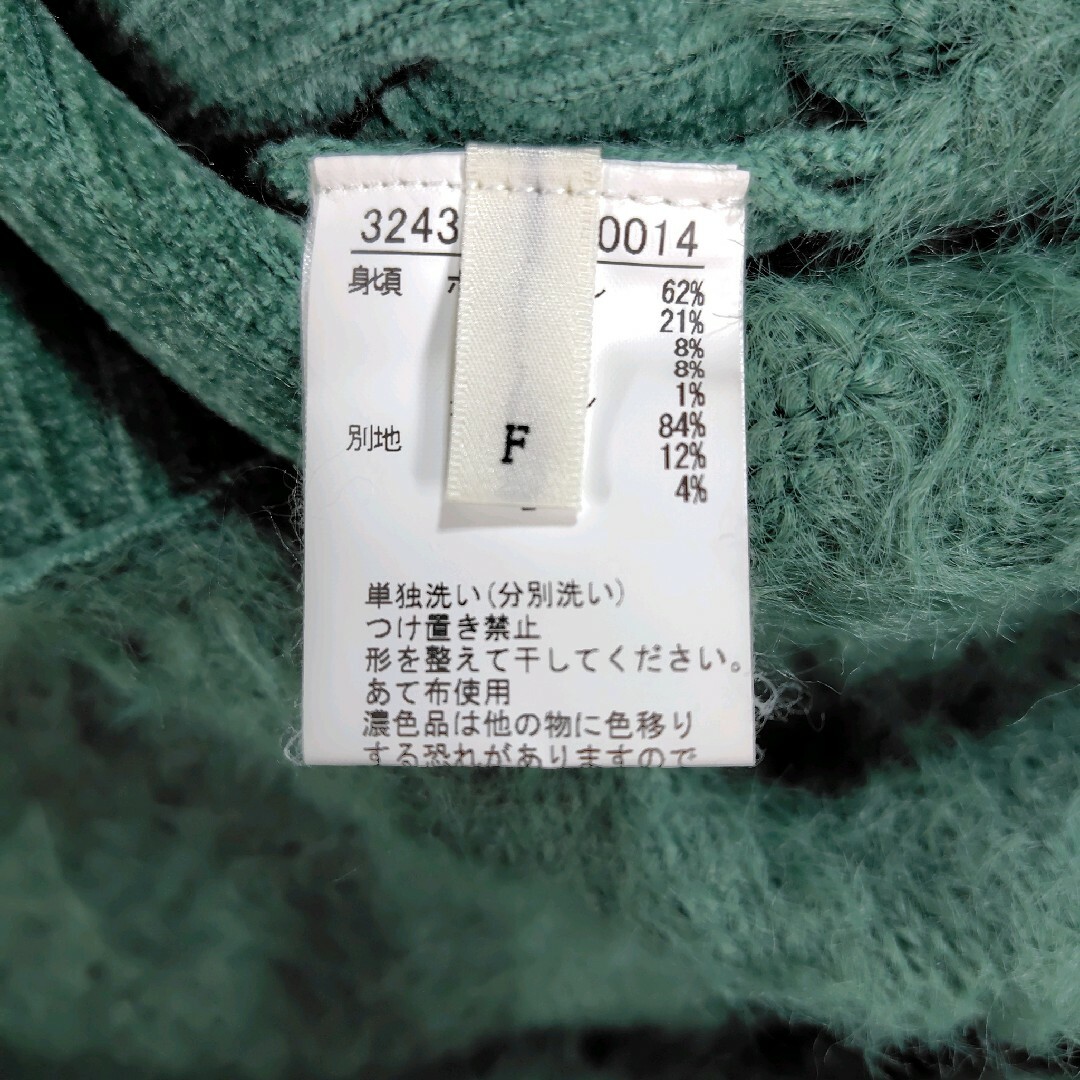 3243 0014
身頃 62%
21%
8%
8%
1%
別地 84%
12%
4%
F
単独洗い(分別洗い)
つけ置き禁止
形を整えて干してください。
あて布使用
濃色品は他の物に色移り
する恐れがありますので